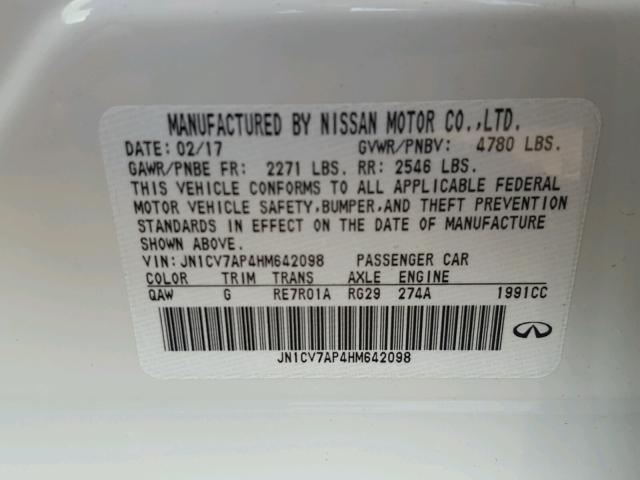 MANUFACTURED BY NISSAN MOTOR CO.,LTD.
DATE: 02/17 GVWR/PNBV: 4780 LBS.
GAWR/PNBE FR: 2271 LBS. RR: 2546 LBS.
THIS VEHICLE CONFORMS TO ALL APPLICABLE FEDERAL
MOTOR VEHICLE SAFETY,BUMPER,AND THEFT PREVENTION
STANDARDS IN EFFECT ON THE DATE OF MANUFACTURE
SHOWN ABOVE.
VIN: JN1CV7AP4HM642098 PASSENGER CAR
COLOR TRIM TRANS AXLE ENGINE
QAW G RE7R01A RG29 274A 1991CC
JN1CV7AP4HM642098